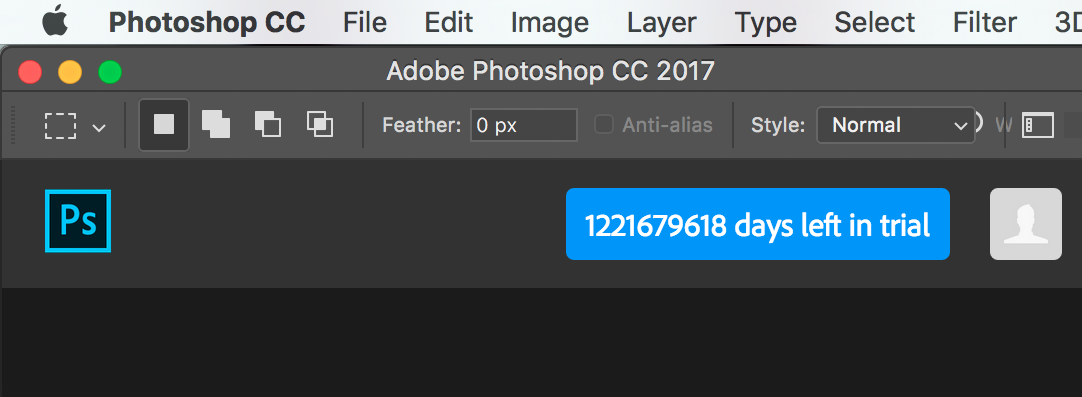 Photoshop CC File Edit Image Layer Type Select Filter 3D
Adobe Photoshop CC 2017
Feather: 0 px Anti-alias Style: Normal W
Ps 1221679618 days left in trial